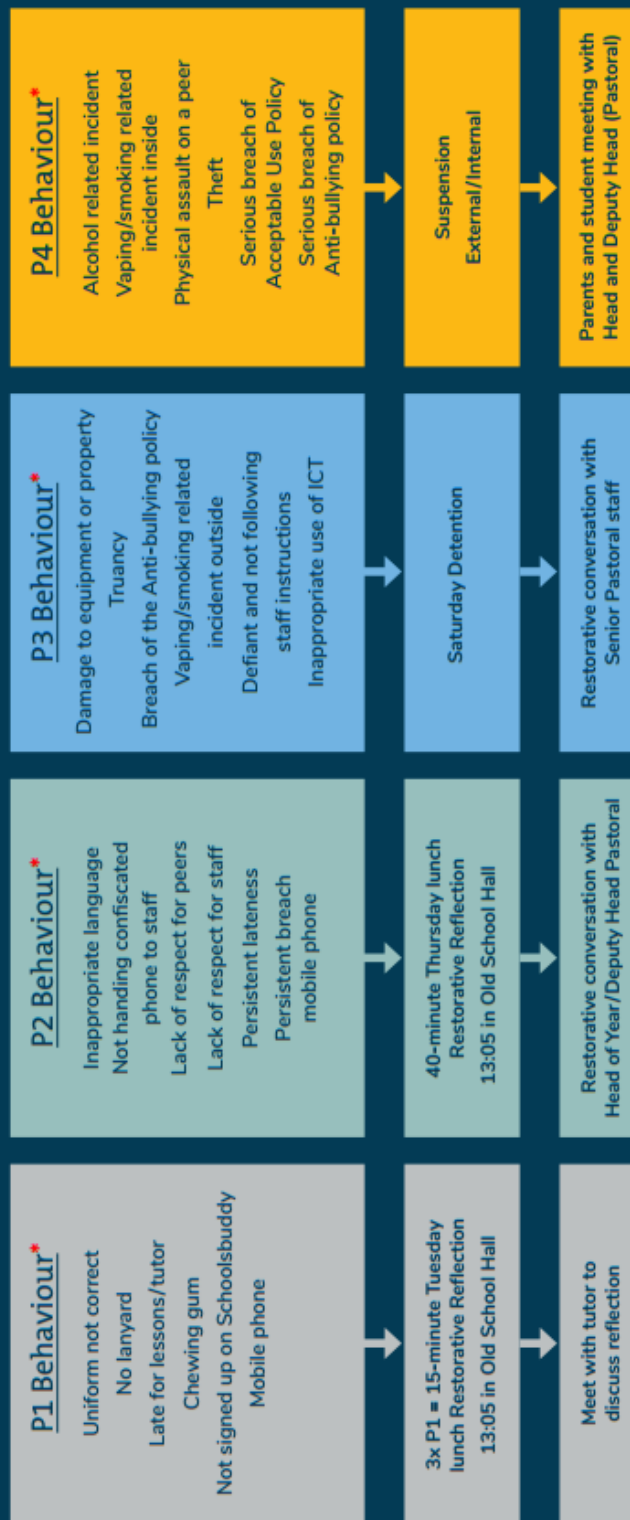 P1 Behaviour*
Uniform not correct
No lanyard
Late for lessons/tutor
Chewing gum
Not signed up on Schoolsbuddy
Mobile phone
3x P1 = 15-minute Tuesday
lunch Restorative Reflection
13:05 in Old School Hall
Meet with tutor to
discuss reflection
P2 Behaviour*
Inappropriate language
Not handing confiscated
phone to staff
Lack of respect for peers
Lack of respect for staff
Persistent lateness
Persistent breach
mobile phone
40-minute Thursday lunch
Restorative Reflection
13:05 in Old School Hall
Restorative conversation with
Head of Year/Deputy Head Pastoral
P3 Behaviour*
Damage to equipment or property
Truancy
Breach of the Anti-bullying policy
Vaping/smoking related
incident outside
Defiant and not following
staff instructions
Inappropriate use of ICT
Saturday Detention
Restorative conversation with
Senior Pastoral staff
P4 Behaviour*
Alcohol related incident
Vaping/smoking related
incident inside
Physical assault on a peer
Theft
Serious breach of
Acceptable Use Policy
Serious breach of
Anti-bullying policy
Suspension
External/Internal
Parents and student meeting with
Head and Deputy Head (Pastoral)